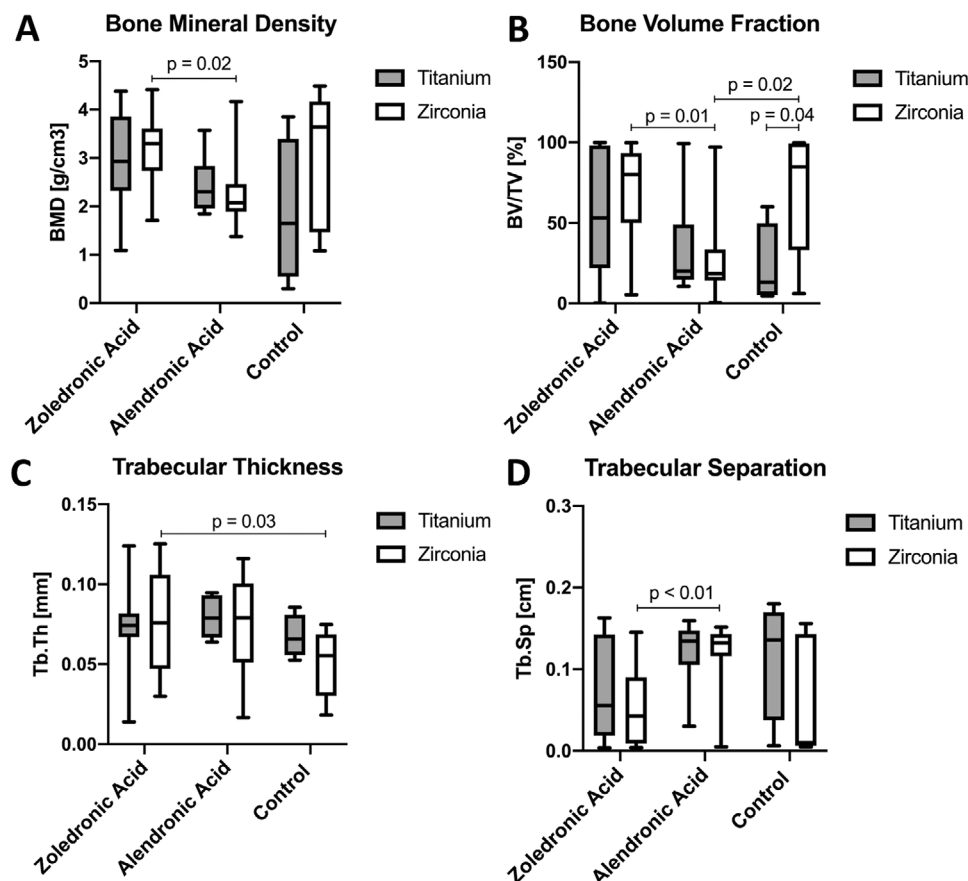 A
Bone Mineral Density
BMD [g/cm3]
5
4
3
2
1
0
p = 0.02
Titanium
Zirconia
Zoledronic Acid
Alendronic Acid
Control
B
Bone Volume Fraction
BV/TV [%]
150
100
50
0
p = 0.02
p = 0.01
p = 0.04
Titanium
Zirconia
Zoledronic Acid
Alendronic Acid
Control
C
Trabecular Thickness
Tb.Th [mm]
0.15
0.10
0.05
0.00
p = 0.03
Titanium
Zirconia
Zoledronic Acid
Alendronic Acid
Control
D
Trabecular Separation
Tb.Sp [cm]
0.3
0.2
0.1
0.0
p < 0.01
Titanium
Zirconia
Zoledronic Acid
Alendronic Acid
Control